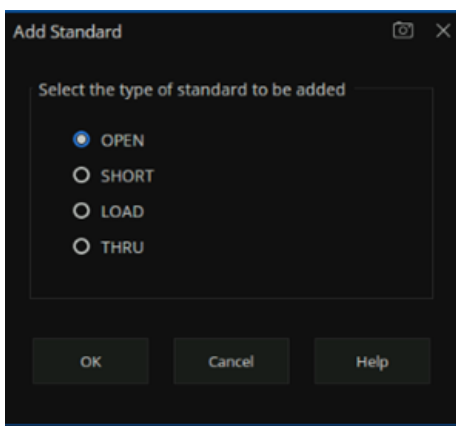 Add Standard
Select the type of standard to be added
OPEN
SHORT
LOAD
THRU
OK Cancel Help